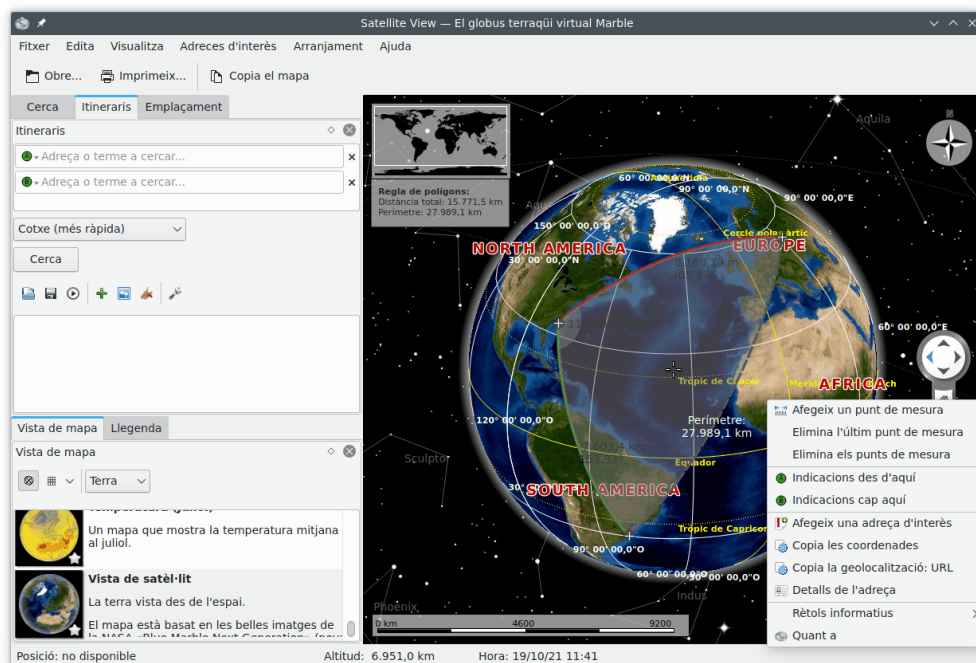 Satellite View — El globus terraqüi virtual Marble
Fitxer Edita Visualitza Adreces d'interès Arranjament Ajuda
Obre... Imprimeix... Copia el mapa
Cerca Itineraris Emplaçament
Itineraris
A Adreça o terme a cercar...
B Adreça o terme a cercar...
Cotxe (més ràpida)
Cerca
Vista de mapa Llegenda
Vista de mapa
Terra
Temperatura (juliol)
Un mapa que mostra la temperatura mitjana
al juliol.
Vista de satèl·lit
La terra vista des de l'espai.
El mapa està basat en les belles imatges de
la NASA «Blue Marble Next Generation»
Regla de polígons:
Distància total: 15.771,5 km
Perímetre: 27.989,1 km
Aquila
N
60° 00' 00,0"N
90° 00' 00,0"N
90° 00' 00,0"E
150° 00' 00,0"O
Cercle polar àrtic
NORTH AMERICA
EUROPE
30° 00' 00,0"N
60° 00' 00,0"E
Tròpic de Càncer
AFRICA
120° 00' 00,0"O
Perímetre:
27.989,1 km
Sculptor
Equador
30°
SOUTH AMERICA
Tròpic de Capricorn
90° 00' 00,0"O
60° 00' 00,0"O
30° 00' 00,0"O
Indus
Phoenix
0 km 4600 9200
Afegeix un punt de mesura
Elimina l'últim punt de mesura
Elimina els punts de mesura
A Indicacions des d'aquí
B Indicacions cap aquí
Afegeix una adreça d'interès
Copia les coordenades
Copia la geolocalització: URL
Detalls de l'adreça
Rètols informatius
Quant a
Posició: no disponible Altitud: 6.951,0 km Hora: 19/10/21 11:41